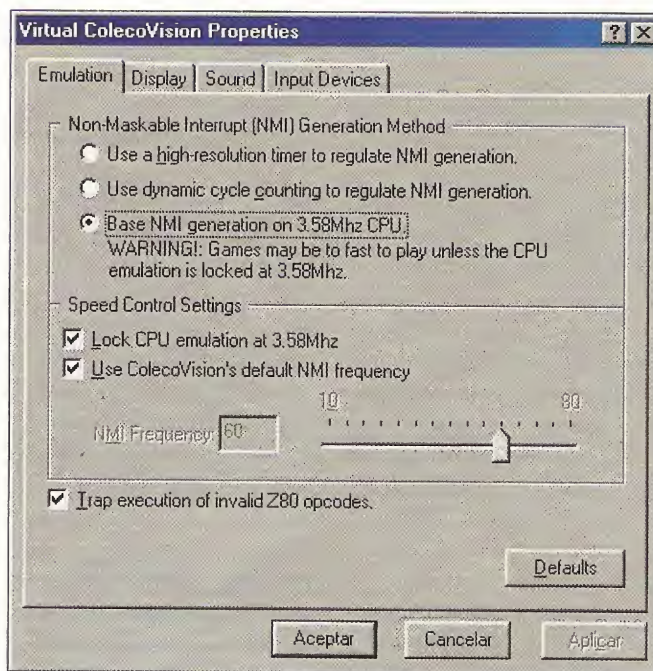 Virtual ColecoVision Properties
Emulation Display Sound Input Devices
Non-Maskable Interrupt (NMI) Generation Method
Use a high-resolution timer to regulate NMI generation.
Use dynamic cycle counting to regulate NMI generation.
Base NMI generation on 3.58Mhz CPU.
WARNING!: Games may be to fast to play unless the CPU
emulation is locked at 3.58Mhz.
Speed Control Settings
Lock CPU emulation at 3.58Mhz
Use ColecoVision's default NMI frequency
10 80
NMI Frequency: 60
Trap execution of invalid Z80 opcodes.
Defaults
Aceptar Cancelar Aplicar